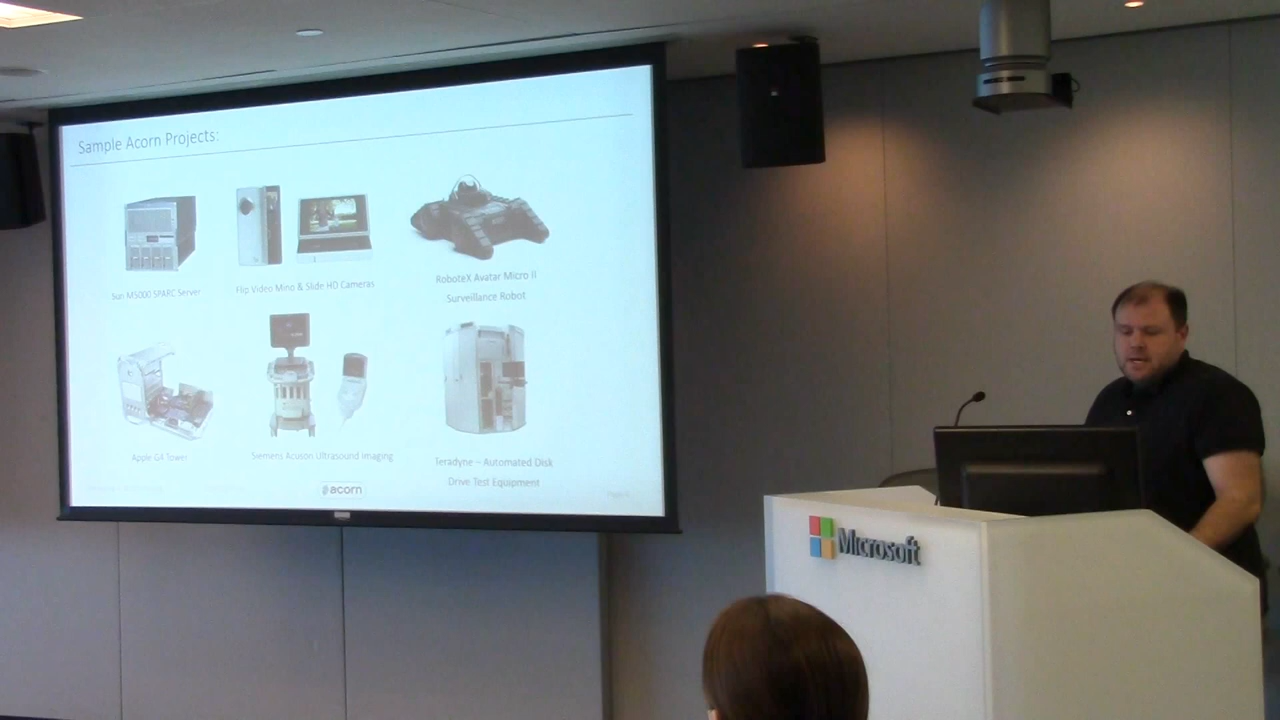 Sample Acorn Projects:
Sun M5000 SPARC Server
Flip Video Mino & Slide HD Cameras
RoboteX Avatar Micro II
Surveillance Robot
Apple G4 Tower
Siemens Acuson Ultrasound Imaging
Teradyne – Automated Disk
Drive Test Equipment
acorn
Microsoft